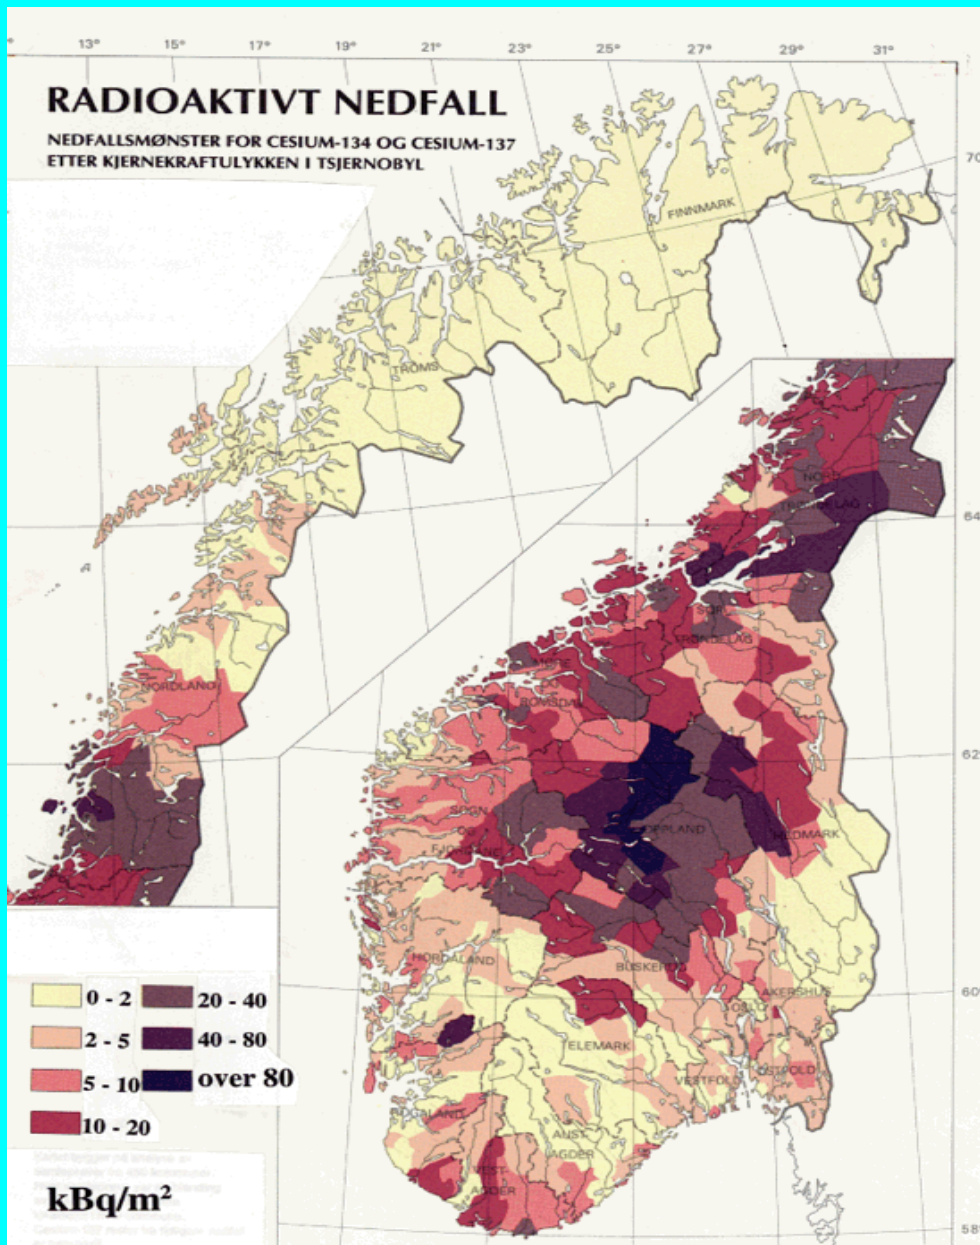 13°
15°
17°
19°
21°
23°
25°
27°
29°
31°
RADIOAKTIVT NEDFALL
NEDFALLSMØNSTER FOR CESIUM-134 OG CESIUM-137
ETTER KJERNEKRAFTULYKKEN I TSJERNOBYL
70
FINNMARK
TROMS
NORD
TRØNDELAG
64
SØR
TRØNDELAG
MØRE
OG
ROMSDAL
NORDLAND
62
SOGN
OG
FJORDANE
OPPLAND
HEDMARK
HORDALAND
BUSKERUD
AKERSHUS
OSLO
60
ELEMARK
VESTFOLD
ØSTFOLD
ROGALAND
AUST-
AGDER
VEST-
AGDER
58°
0 - 2
20 - 40
2 - 5
40 - 80
5 - 10
over 80
10 - 20
kBq/m²